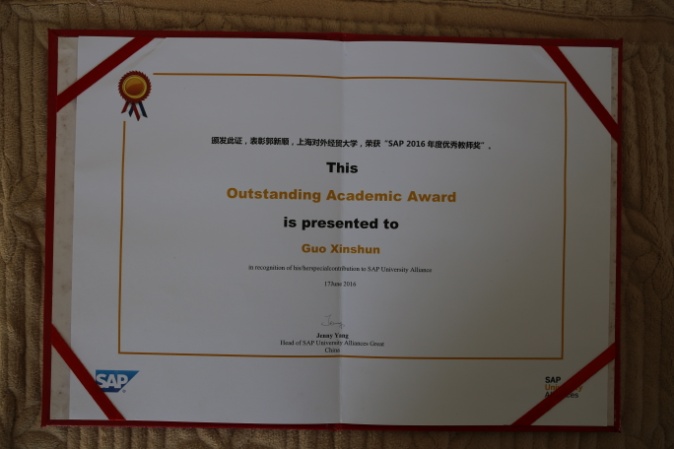 颁发此证，表彰郭新顺，上海对外经贸大学，荣获“SAP 2016 年度优秀教师奖”。
This
Outstanding Academic Award
is presented to
Guo Xinshun
in recognition of his/herspecialcontribution to SAP University Alliance
17June 2016
Jenny Yang
Head of SAP University Alliances Great
China
SAP
SAP